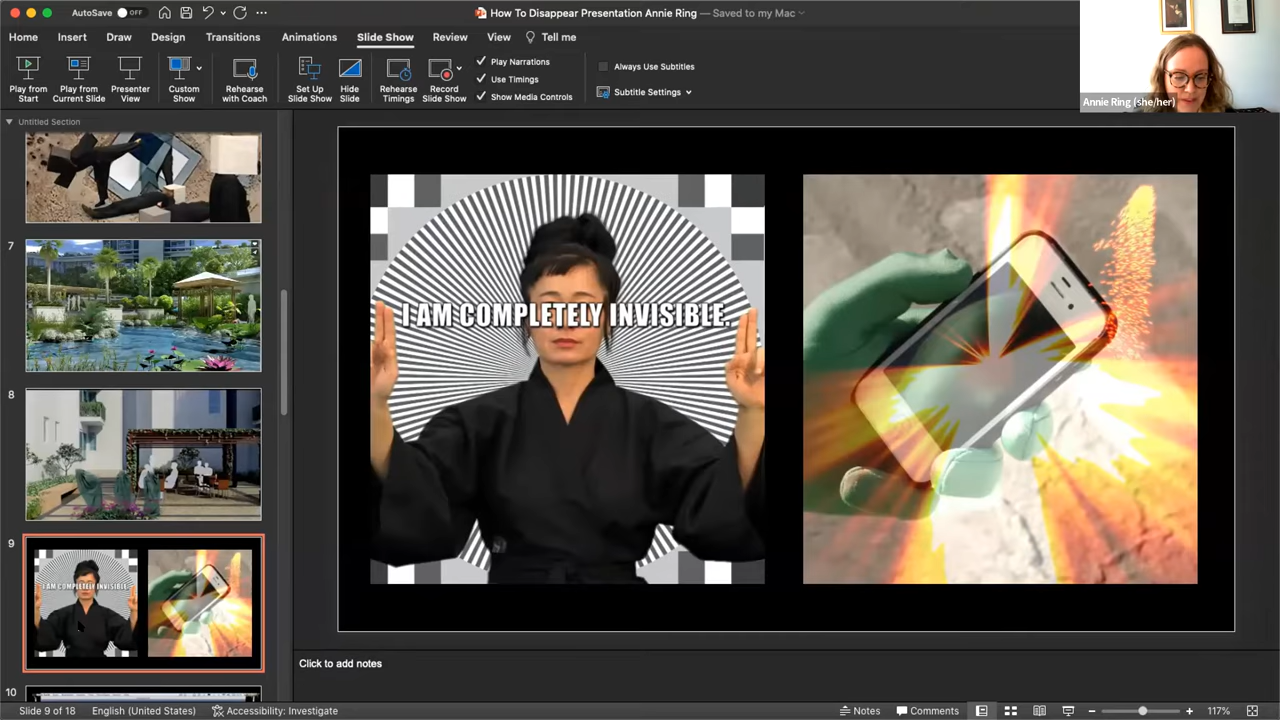 AutoSave OFF
How To Disappear Presentation Annie Ring — Saved to my Mac
Home Insert Draw Design Transitions Animations Slide Show Review View Tell me
Play from Start
Play from Current Slide
Presenter View
Custom Show
Rehearse with Coach
Set Up Slide Show
Hide Slide
Rehearse Timings
Record Slide Show
Play Narrations
Use Timings
Show Media Controls
Always Use Subtitles
Subtitle Settings
Annie Ring (she/her)
Untitled Section
7
8
9
I AM COMPLETELY INVISIBLE.
10
I AM COMPLETELY INVISIBLE.
Click to add notes
Slide 9 of 18 English (United States) Accessibility: Investigate Notes Comments 117%